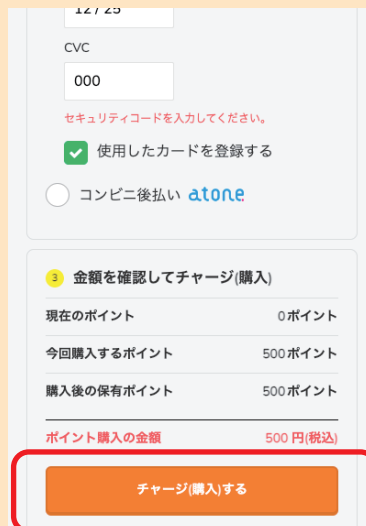 12 / 25
CVC
000
セキュリティコードを入力してください。
使用したカードを登録する
コンビニ後払い atone
3 金額を確認してチャージ(購入)
現在のポイント 0ポイント
今回購入するポイント 500ポイント
購入後の保有ポイント 500ポイント
ポイント購入の金額 500 円(税込)
チャージ(購入)する